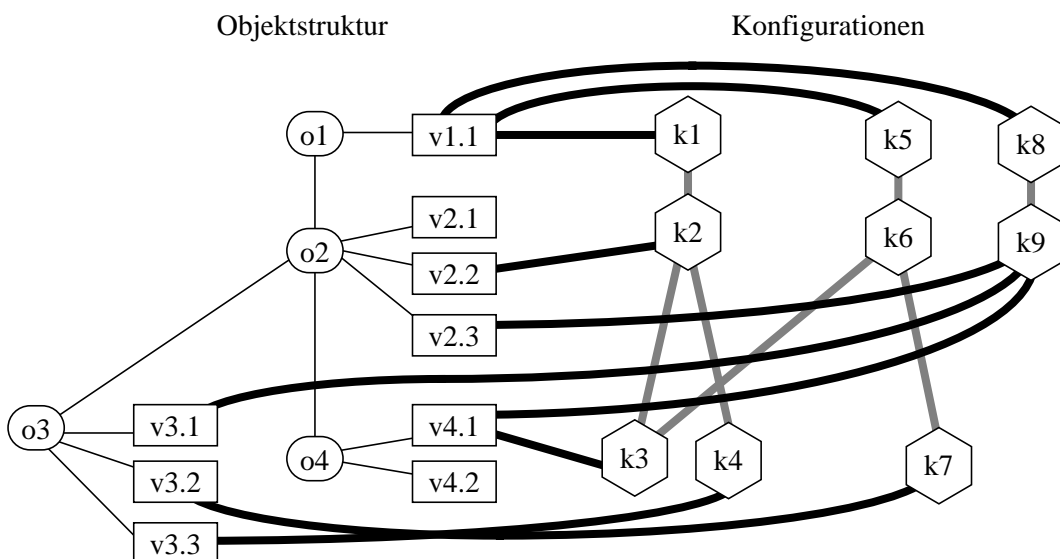 Objektstruktur Konfigurationen
o1 v1.1 k1 k5 k8
v2.1
o2 k2 k6 k9
v2.2
v2.3
v3.1 v4.1
o3
o4 k3 k4 k7
v3.2 v4.2
v3.3